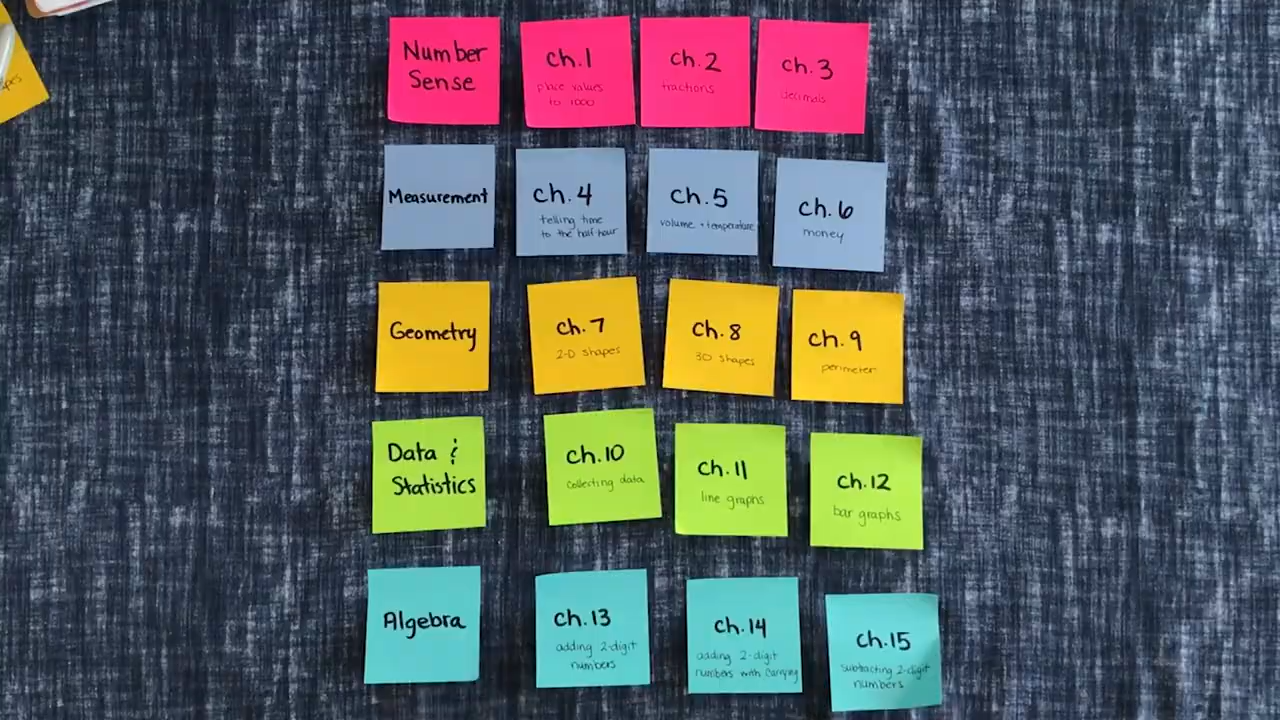 Number
Sense
ch.1
place values
to 1000
ch.2
fractions
ch.3
decimals
Measurement
ch.4
telling time
to the half hour
ch.5
volume + temperature
ch.6
money
Geometry
ch.7
2-D shapes
ch.8
3D shapes
ch.9
perimeter
Data &
Statistics
ch.10
collecting data
ch.11
line graphs
ch.12
bar graphs
Algebra
ch.13
adding 2-digit
numbers
ch.14
adding 2-digit
numbers with carrying
ch.15
subtracting 2-digit
numbers